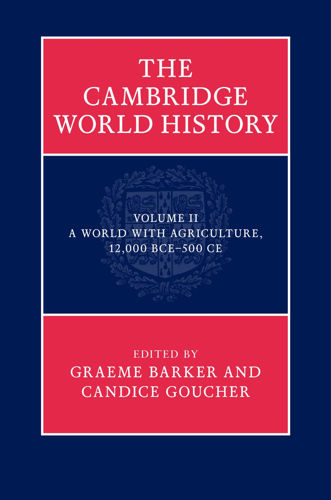 THE
CAMBRIDGE
WORLD HISTORY
VOLUME II
A WORLD WITH AGRICULTURE,
12,000 BCE–500 CE
EDITED BY
GRAEME BARKER AND
CANDICE GOUCHER